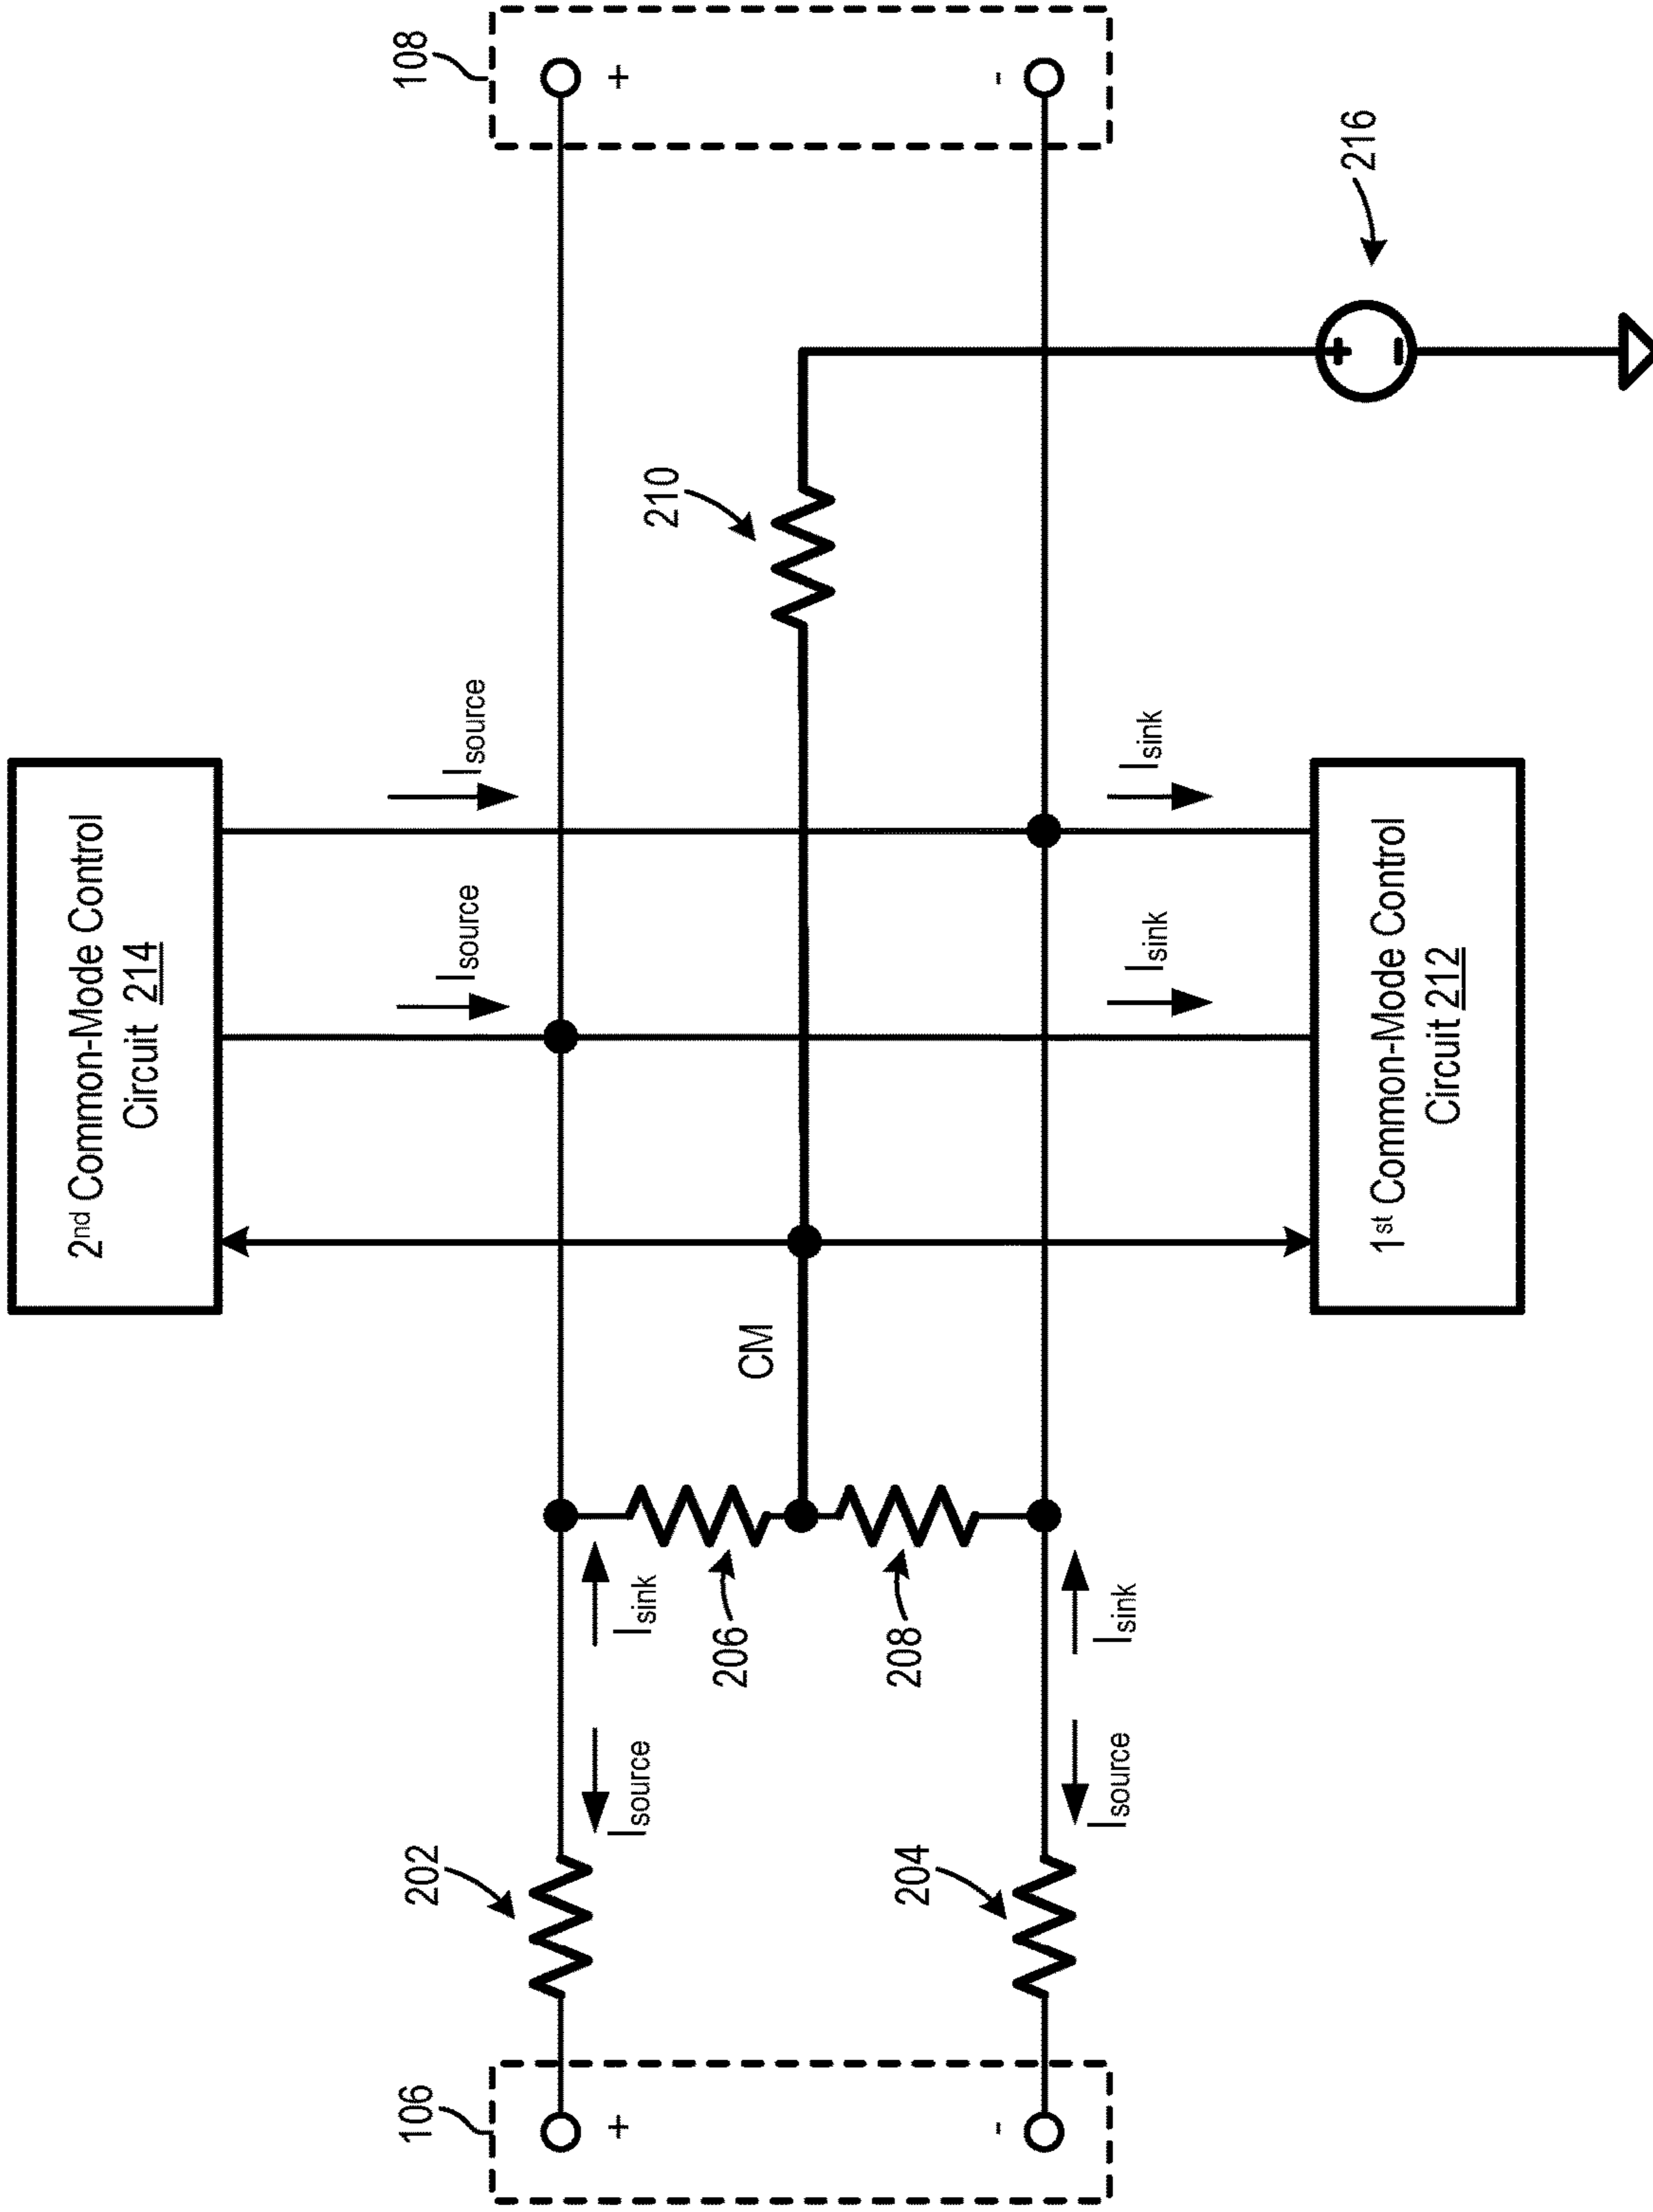 2nd Common-Mode Control
Circuit 214
106
202
Isource
Isource
108
+
Isource
Isink
+
210
206
CM
208
204
-
-
Isource
Isink
Isink
Isink
216
+
-
1st Common-Mode Control
Circuit 212